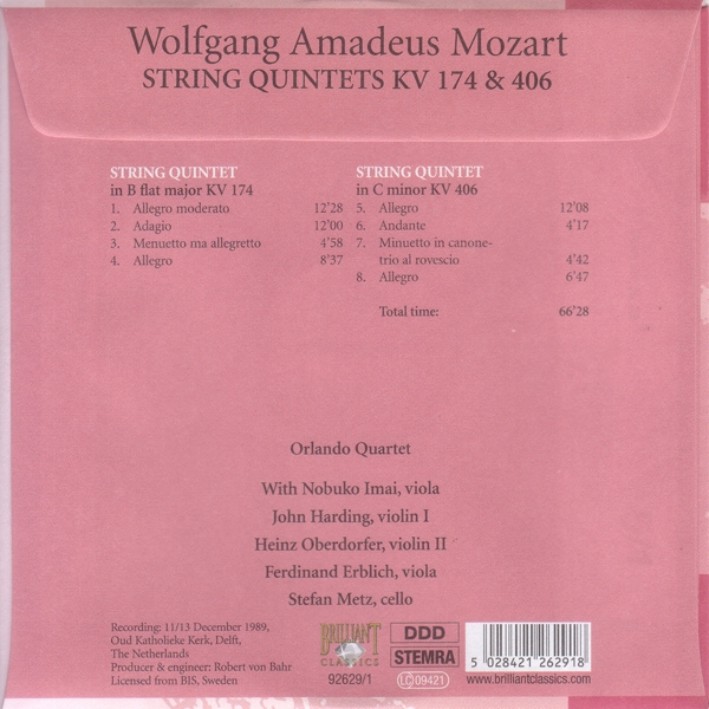 Wolfgang Amadeus Mozart
STRING QUINTETS KV 174 & 406
STRING QUINTET
in B flat major KV 174
1. Allegro moderato 12'28
2. Adagio 12'00
3. Menuetto ma allegretto 4'58
4. Allegro 8'37
STRING QUINTET
in C minor KV 406
5. Allegro 12'08
6. Andante 4'17
7. Minuetto in canone-
trio al rovescio 4'42
8. Allegro 6'47
Total time: 66'28
Orlando Quartet
With Nobuko Imai, viola
John Harding, violin I
Heinz Oberdorfer, violin II
Ferdinand Erblich, viola
Stefan Metz, cello
Recording: 11/13 December 1989,
Oud Katholieke Kerk, Delft,
The Netherlands
Producer & engineer: Robert von Bahr
Licensed from BIS, Sweden
BRILLIANT
CLASSICS
92629/1
DDD
STEMRA
LC 09421
5 028421 262918
www.brilliantclassics.com